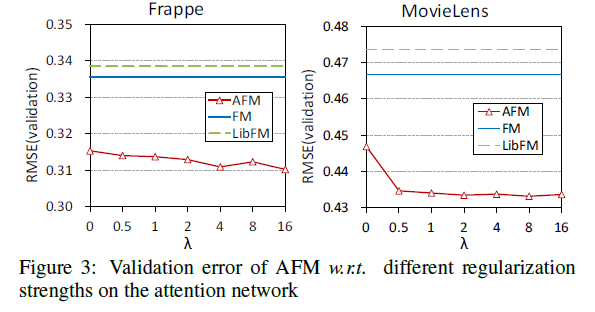 Frappe
MovieLens
RMSE(validation)
0.35
0.34
0.33
0.32
0.31
0.30
AFM
FM
LibFM
0 0.5 1 2 4 8 16
λ
RMSE(validation)
0.48
0.47
0.46
0.45
0.44
0.43
AFM
FM
LibFM
0 0.5 1 2 4 8 16
λ
Figure 3: Validation error of AFM w.r.t. different regularization
strengths on the attention network